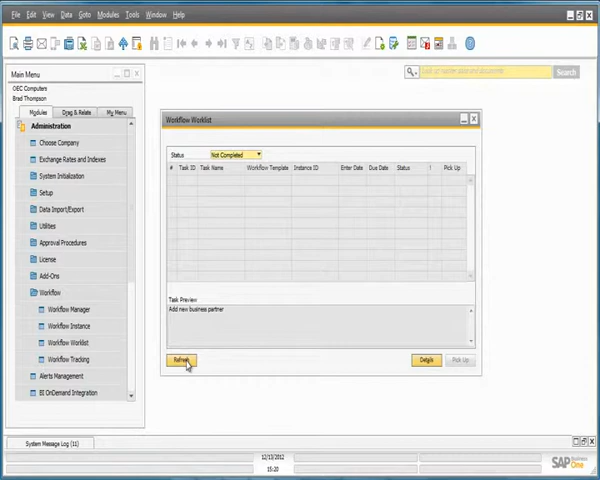 File Edit View Data Goto Modules Tools Window Help
Main Menu
OEC Computers
Brad Thompson
Modules Drag & Relate My Menu
Administration
Choose Company
Exchange Rates and Indexes
System Initialization
Setup
Data Import/Export
Utilities
Approval Procedures
License
Add-Ons
Workflow
Workflow Manager
Workflow Instance
Workflow Worklist
Workflow Tracking
Alerts Management
BI OnDemand Integration
Search
Workflow Worklist
Status Not Completed
# Task ID Task Name Workflow Template Instance ID Enter Date Due Date Status ! Pick Up
Task Preview
Add new business partner
Refresh Details Pick Up
System Message Log (11)
12/13/2012
15:20
SAP Business One